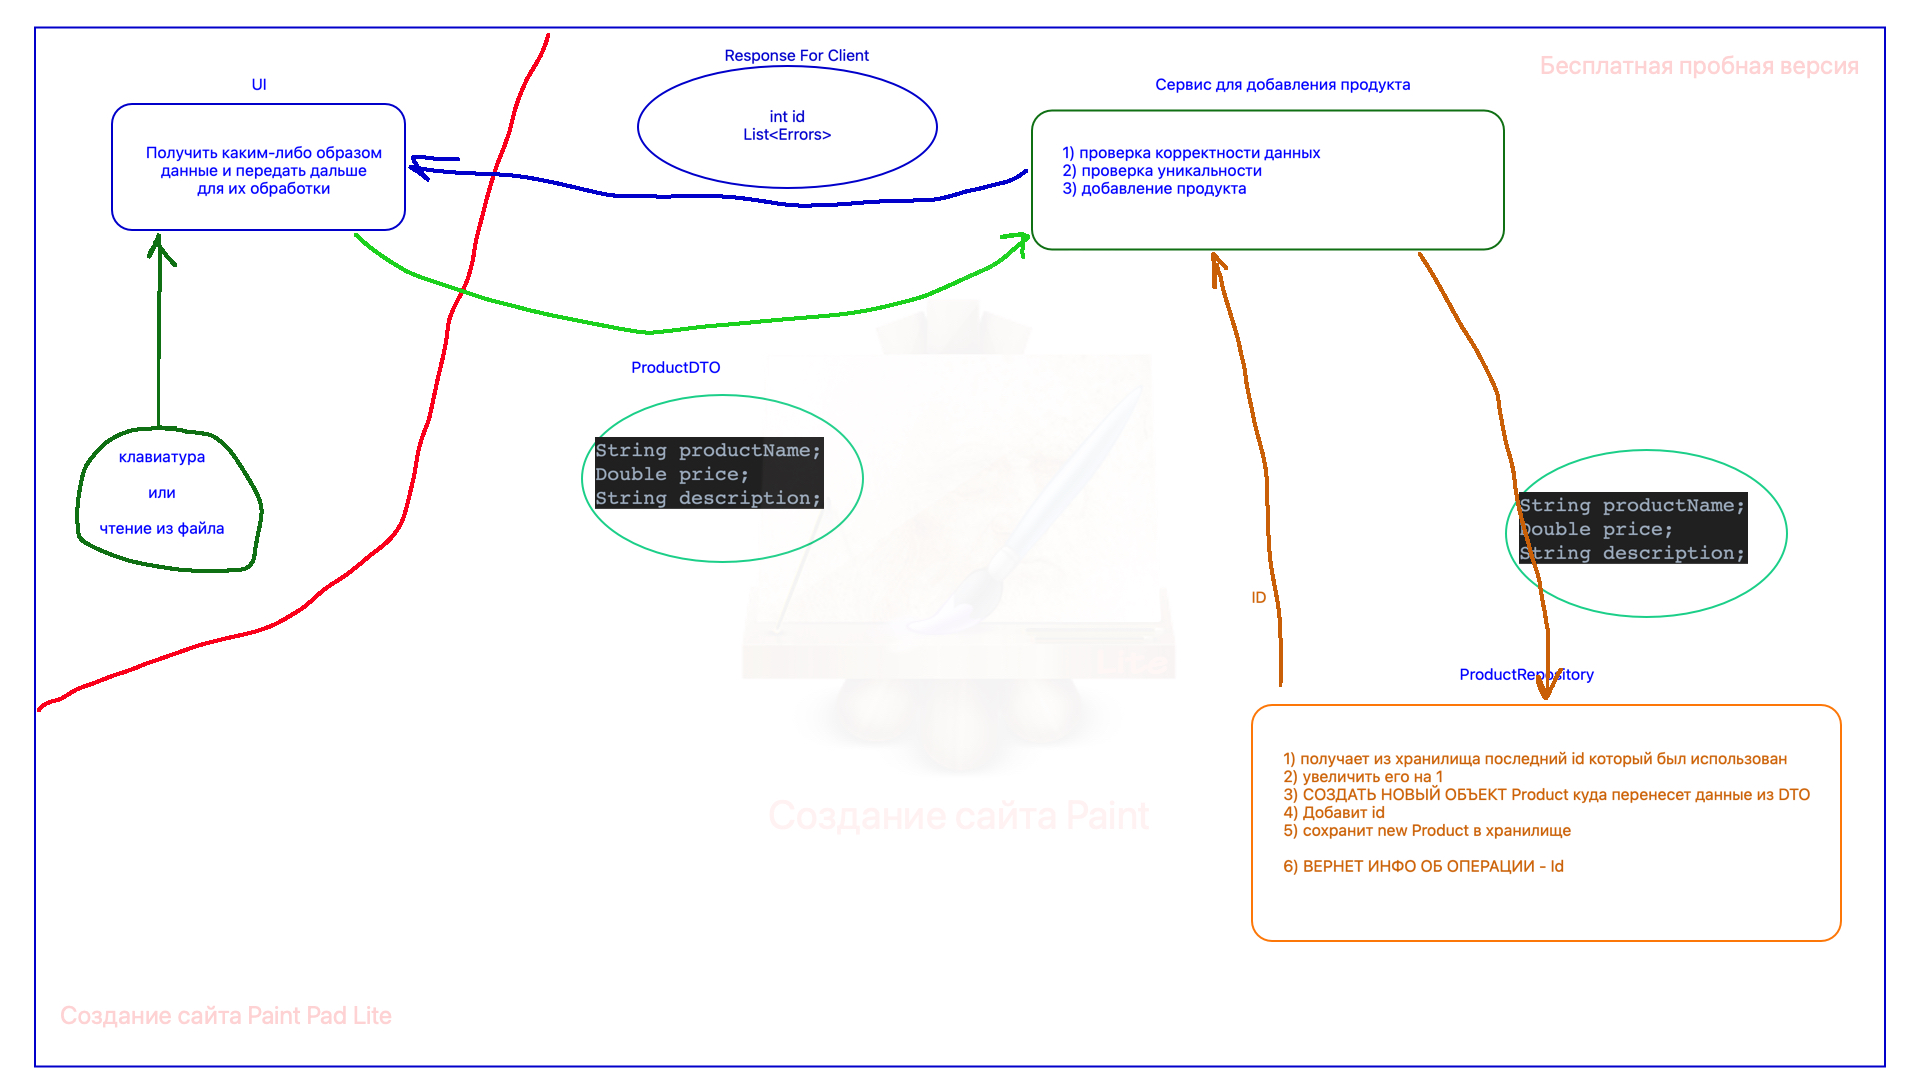 Response For Client
Бесплатная пробная версия
UI
Сервис для добавления продукта
Получить каким-либо образом
данные и передать дальше
для их обработки
int id
List<Errors>
1) проверка корректности данных
2) проверка уникальности
3) добавление продукта
ProductDTO
String productName;
Double price;
String description;
клавиатура
или
чтение из файла
String productName;
Double price;
String description;
ID
ProductRepository
1) получает из хранилища последний id который был использован
2) увеличить его на 1
3) СОЗДАТЬ НОВЫЙ ОБЪЕКТ Product куда перенесет данные из DTO
4) Добавит id
5) сохранит new Product в хранилище
6) ВЕРНЕТ ИНФО ОБ ОПЕРАЦИИ - Id
Lite
Создание сайта Paint
Создание сайта Paint Pad Lite